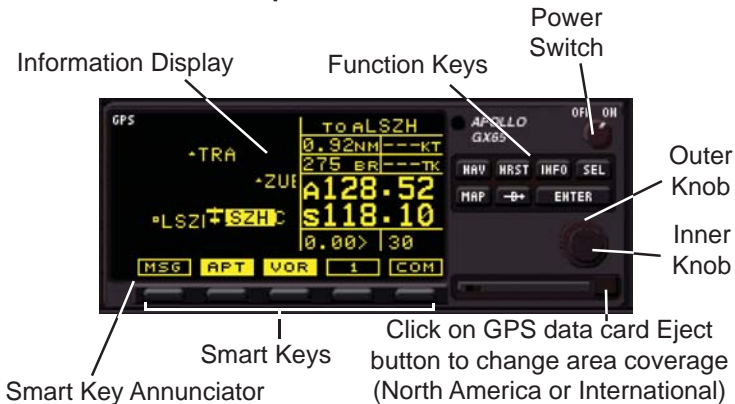 Power
Switch
Information Display
Function Keys
GPS
OFF ON
APOLLO
GX65
TO ALSZH
0.92NM ---KT
275 BR ---TK
A128.52
S118.10
0.00> 30
TRA
ZUE
LSZI
SZH C
MSG APT VOR 1 COM
NAV NRST INFO SEL
MAP -D→ ENTER
Outer
Knob
Inner
Knob
Smart Keys
Smart Key Annunciator
Click on GPS data card Eject
button to change area coverage
(North America or International)